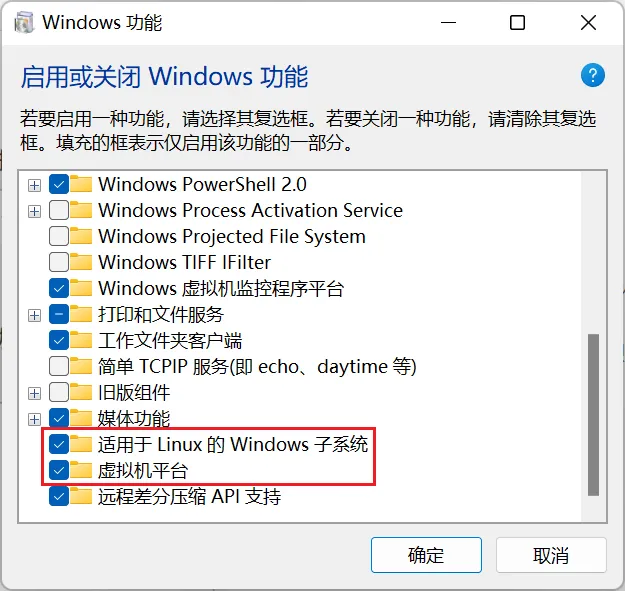 Windows 功能
启用或关闭 Windows 功能
?
若要启用一种功能，请选择其复选框。若要关闭一种功能，请清除其复选
框。填充的框表示仅启用该功能的一部分。
Windows PowerShell 2.0
Windows Process Activation Service
Windows Projected File System
Windows TIFF IFilter
Windows 虚拟机监控程序平台
打印和文件服务
工作文件夹客户端
简单 TCPIP 服务(即 echo、daytime 等)
旧版组件
媒体功能
适用于 Linux 的 Windows 子系统
虚拟机平台
远程差分压缩 API 支持
确定
取消